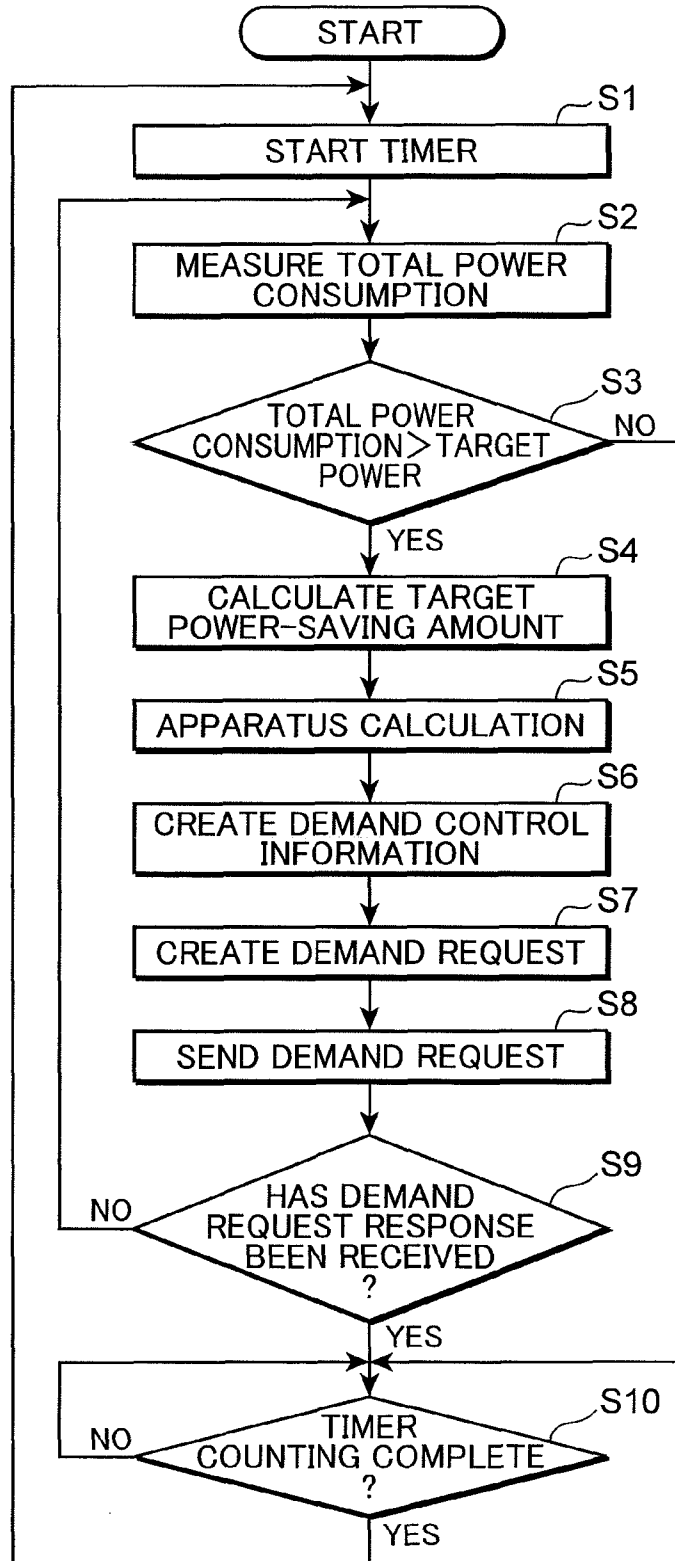 START
S1
START TIMER
S2
MEASURE TOTAL POWER
CONSUMPTION
S3
TOTAL POWER
CONSUMPTION>TARGET
POWER
NO
YES
S4
CALCULATE TARGET
POWER-SAVING AMOUNT
S5
APPARATUS CALCULATION
S6
CREATE DEMAND CONTROL
INFORMATION
S7
CREATE DEMAND REQUEST
S8
SEND DEMAND REQUEST
S9
HAS DEMAND
REQUEST RESPONSE
BEEN RECEIVED
?
NO
YES
S10
TIMER
COUNTING COMPLETE
?
NO
YES